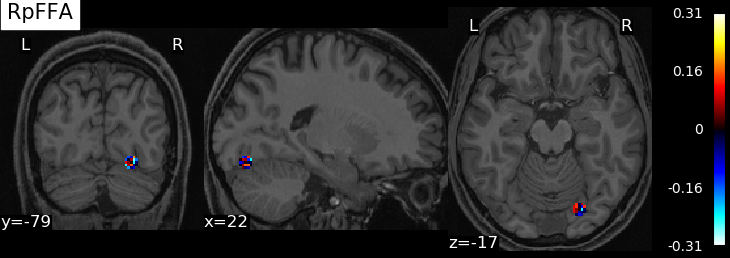 RpFFA
L R
L R
y=-79
x=22
z=-17
0.31
0.16
0
-0.16
-0.31